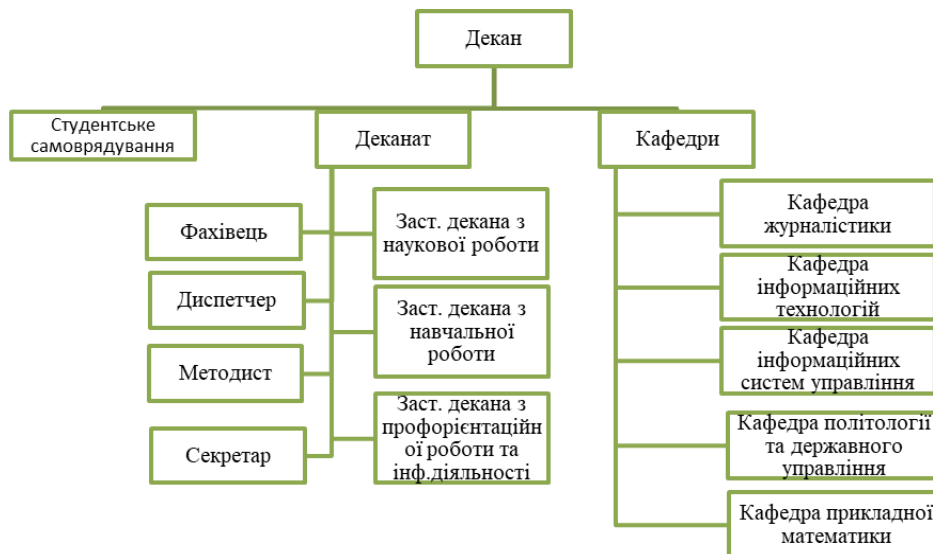 Декан
Студентське
самоврядування
Деканат
Кафедри
Фахівець
Диспетчер
Методист
Секретар
Заст. декана з
наукової роботи
Заст. декана з
навчальної
роботи
Заст. декана з
профорієнтаційн
ої роботи та
інф.діяльності
Кафедра
журналістики
Кафедра
інформаційних
технологій
Кафедра
інформаційних
систем управління
Кафедра політології
та державного
управління
Кафедра прикладної
математики